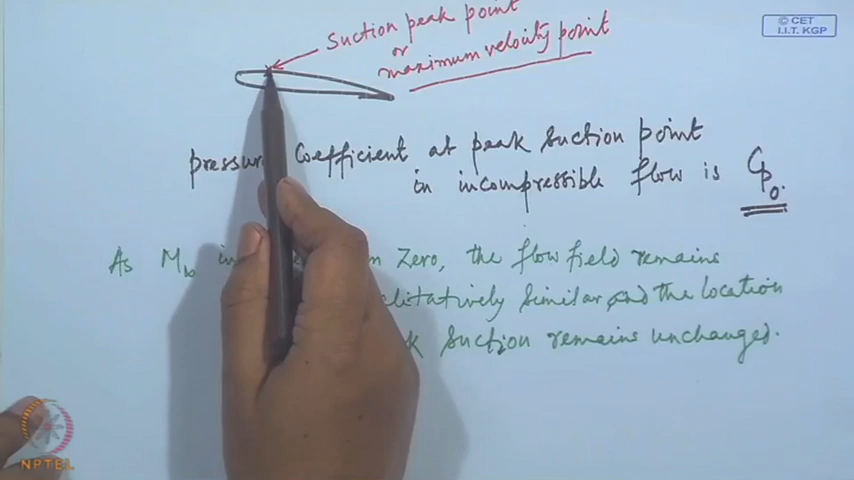 © CET
I.I.T. KGP
Suction peak point
or
maximum velocity point
pressure Coefficient at peak suction point
in incompressible flow is Cp0.
As M∞ in zero, the flow field remains
similar and the location
suction remains unchanged.
NPTEL